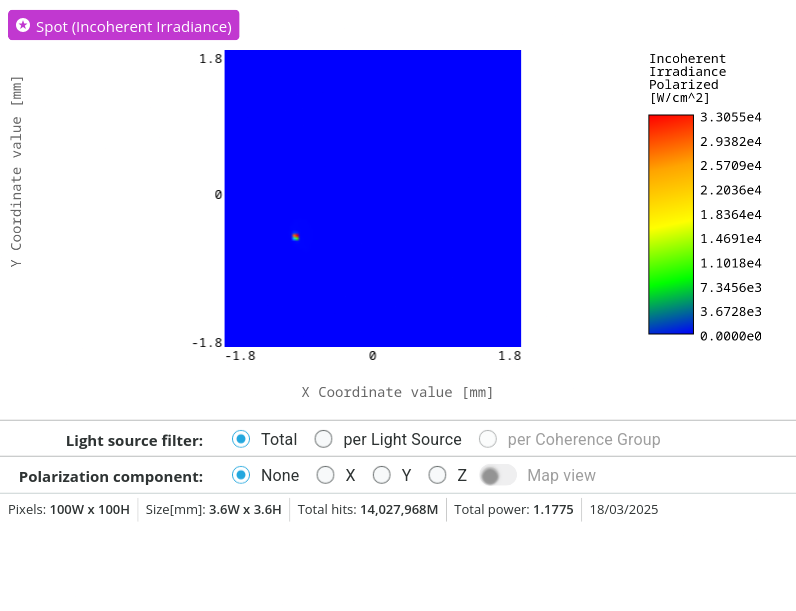 Spot (Incoherent Irradiance)
Y Coordinate value [mm]
1.8
0
-1.8
-1.8 0 1.8
X Coordinate value [mm]
Incoherent
Irradiance
Polarized
[W/cm^2]
3.3055e4
2.9382e4
2.5709e4
2.2036e4
1.8364e4
1.4691e4
1.1018e4
7.3456e3
3.6728e3
0.0000e0
Light source filter: Total per Light Source per Coherence Group
Polarization component: None X Y Z Map view
Pixels: 100W x 100H Size[mm]: 3.6W x 3.6H Total hits: 14,027,968M Total power: 1.1775 18/03/2025